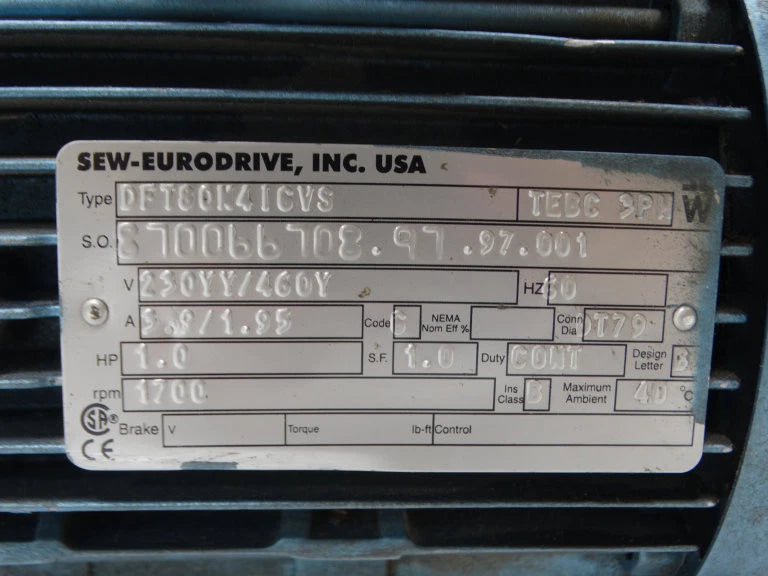 SEW-EURODRIVE, INC. USA
Type DFT80K4ICVS TEBC 3PH W
S.O. 870066708.97.97.001
V 230YY/460Y HZ 60
A 3.9/1.95 Code NEMA Nom Eff % Conn Dia DT79
HP 1.0 S.F. 1.0 Duty CONT Design Letter B
rpm 1700 Ins Class B Maximum Ambient 40 °C
CSA ® Brake V Torque lb-ft Control
CE